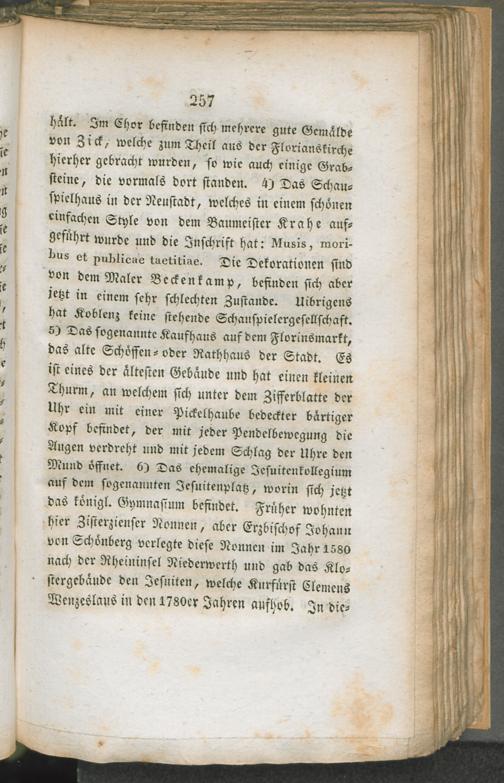 257
hält. Im Chor befinden sich mehrere gute Gemälde
von Zick, welche zum Theil aus der Florianskirche
hierher gebracht wurden, so wie auch einige Grab-
steine, die vormals dort standen. 4) Das Schau-
spielhaus in der Neustadt, welches in einem schönen
einfachen Style von dem Baumeister Krahe auf-
geführt wurde und die Inschrift hat: Musis, mori-
bus et publicae taetitiae. Die Dekorationen sind
von dem Maler Beckenkamp, befinden sich aber
jetzt in einem sehr schlechten Zustande. Uibrigens
hat Koblenz keine stehende Schauspielergesellschaft.
5) Das sogenannte Kaufhaus auf dem Florinsmarkt,
das alte Schöffen- oder Rathhaus der Stadt. Es
ist eines der ältesten Gebäude und hat einen kleinen
Thurm, an welchem sich unter dem Zifferblatte der
Uhr ein mit einer Pickelhaube bedeckter bärtiger
Kopf befindet, der mit jeder Pendelbewegung die
Augen verdreht und mit jedem Schlag der Uhre den
Mund öffnet. 6) Das ehemalige Jesuitenkollegium
auf dem sogenannten Jesuitenplatz, worin sich jetzt
das königl. Gymnasium befindet. Früher wohnten
hier Zisterzienser Nonnen, aber Erzbischof Johann
von Schönberg verlegte diese Nonnen im Jahr 1580
nach der Rheininsel Niederwerth und gab das Klo-
stergebäude den Jesuiten, welche Kurfürst Clemens
Wenzeslaus in den 1780er Jahren aufhob. In die-